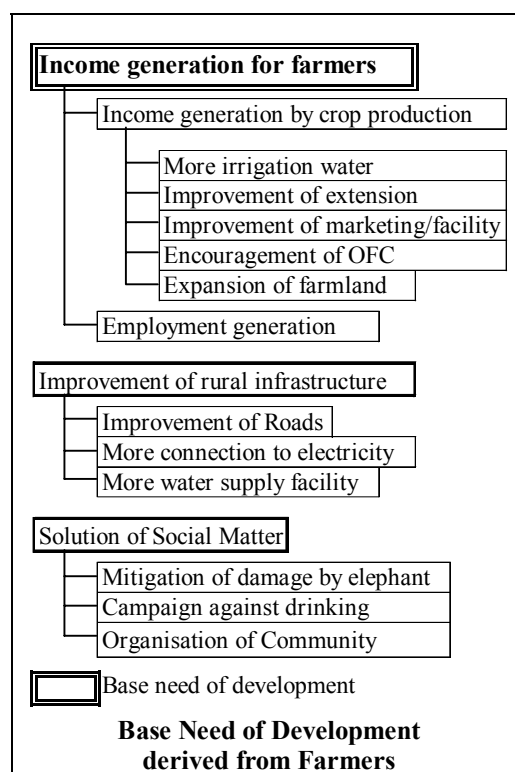 Income generation for farmers
Income generation by crop production
More irrigation water
Improvement of extension
Improvement of marketing/facility
Encouragement of OFC
Expansion of farmland
Employment generation
Improvement of rural infrastructure
Improvement of Roads
More connection to electricity
More water supply facility
Solution of Social Matter
Mitigation of damage by elephant
Campaign against drinking
Organisation of Community
Base need of development
Base Need of Development
derived from Farmers